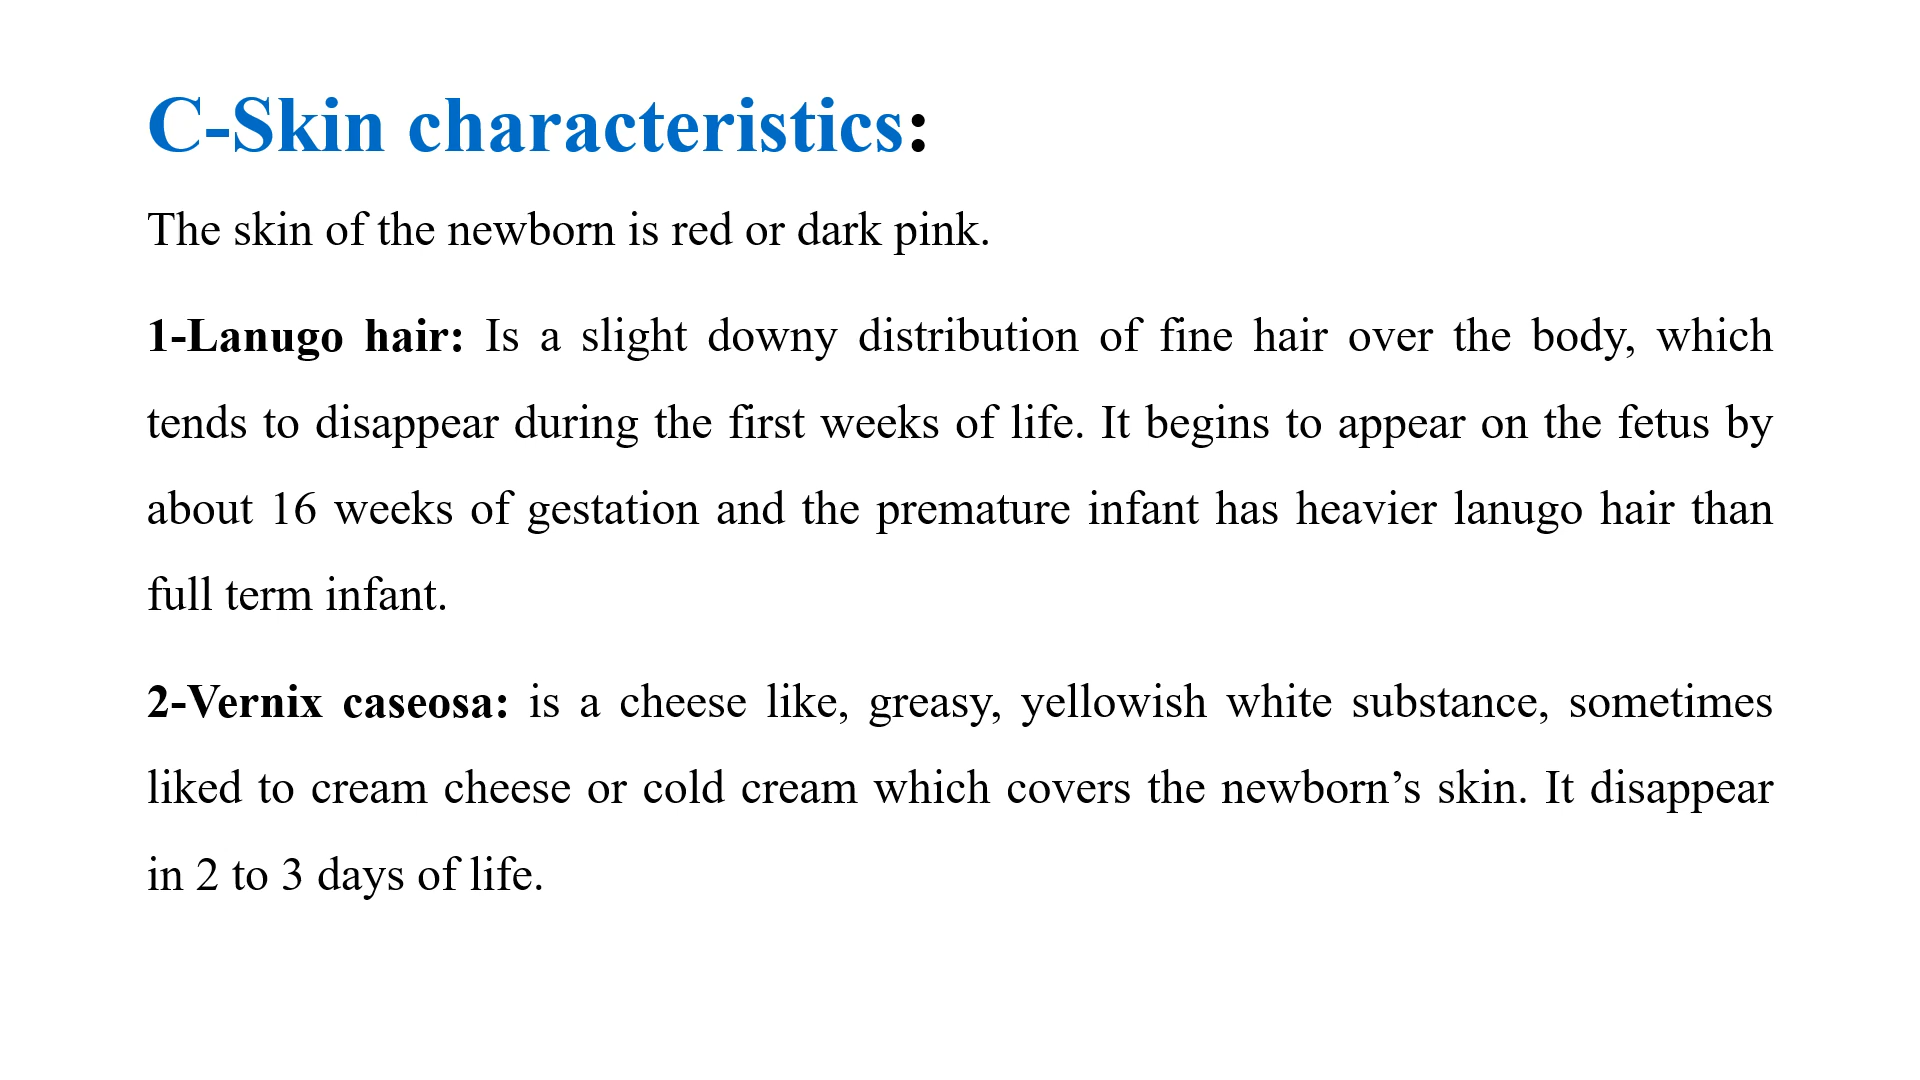 C-Skin characteristics:
The skin of the newborn is red or dark pink.
1-Lanugo hair: Is a slight downy distribution of fine hair over the body, which
tends to disappear during the first weeks of life. It begins to appear on the fetus by
about 16 weeks of gestation and the premature infant has heavier lanugo hair than
full term infant.
2-Vernix caseosa: is a cheese like, greasy, yellowish white substance, sometimes
liked to cream cheese or cold cream which covers the newborn’s skin. It disappear
in 2 to 3 days of life.